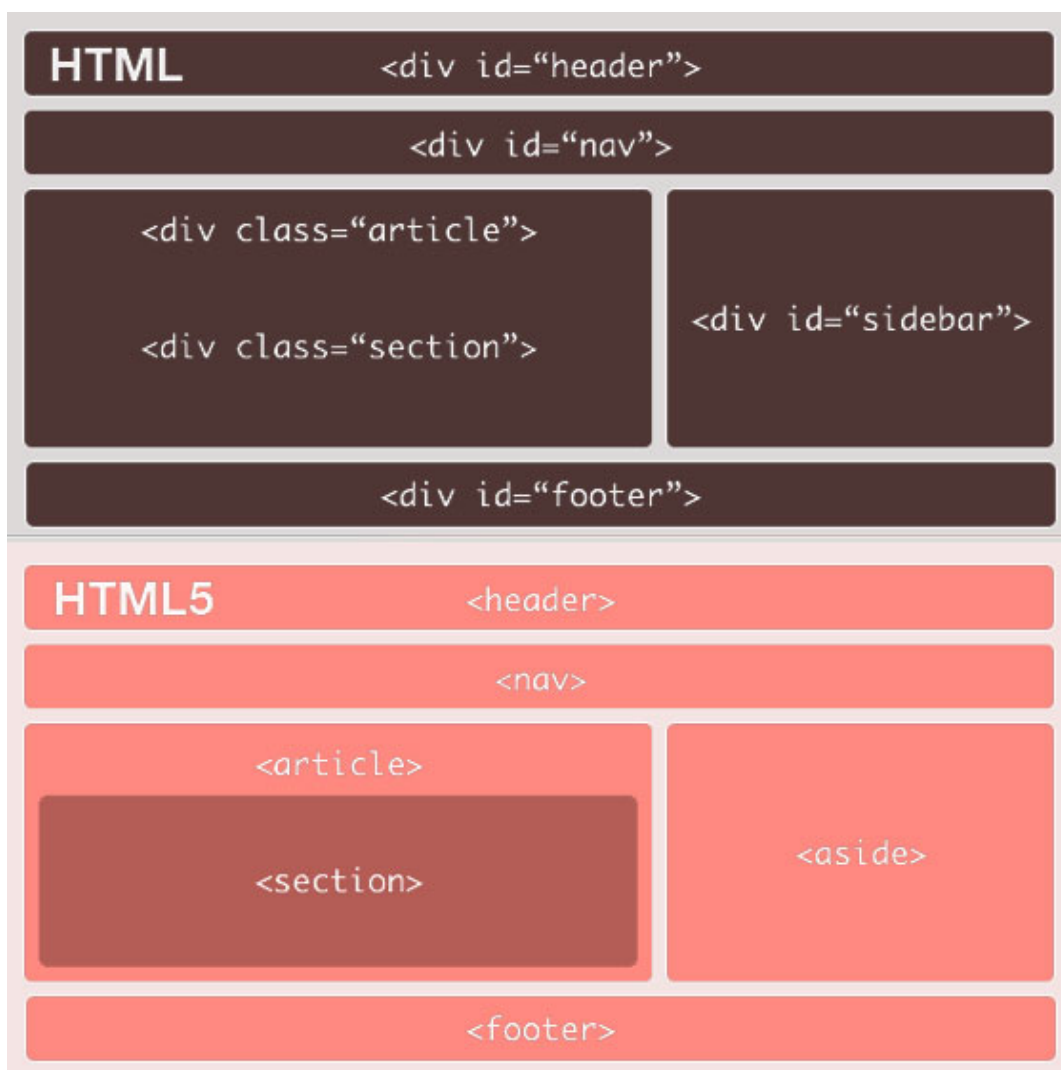 HTML <div id=“header”>
<div id=“nav”>
<div class=“article”>
<div class=“section”>
<div id=“sidebar”>
<div id=“footer”>
HTML5 <header>
<nav>
<article>
<section>
<aside>
<footer>